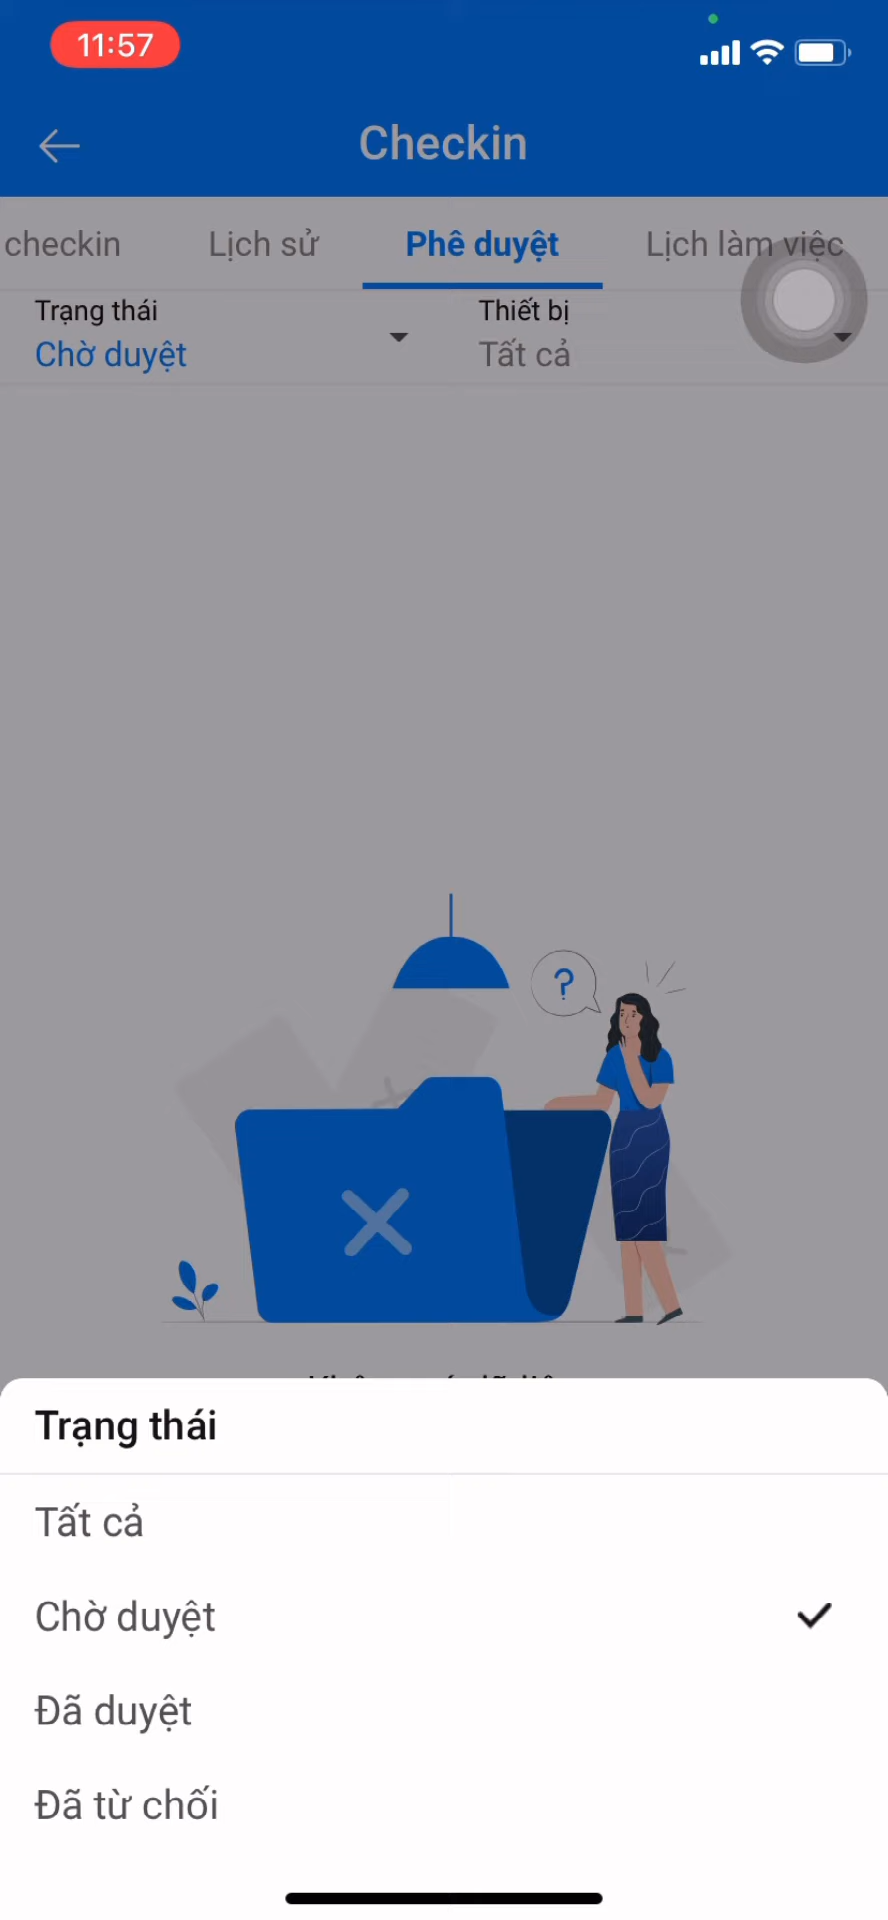 11:57
Checkin
checkin Lịch sử Phê duyệt Lịch làm việc
Trạng thái Thiết bị
Chờ duyệt Tất cả
?
Trạng thái
Tất cả
Chờ duyệt
Đã duyệt
Đã từ chối